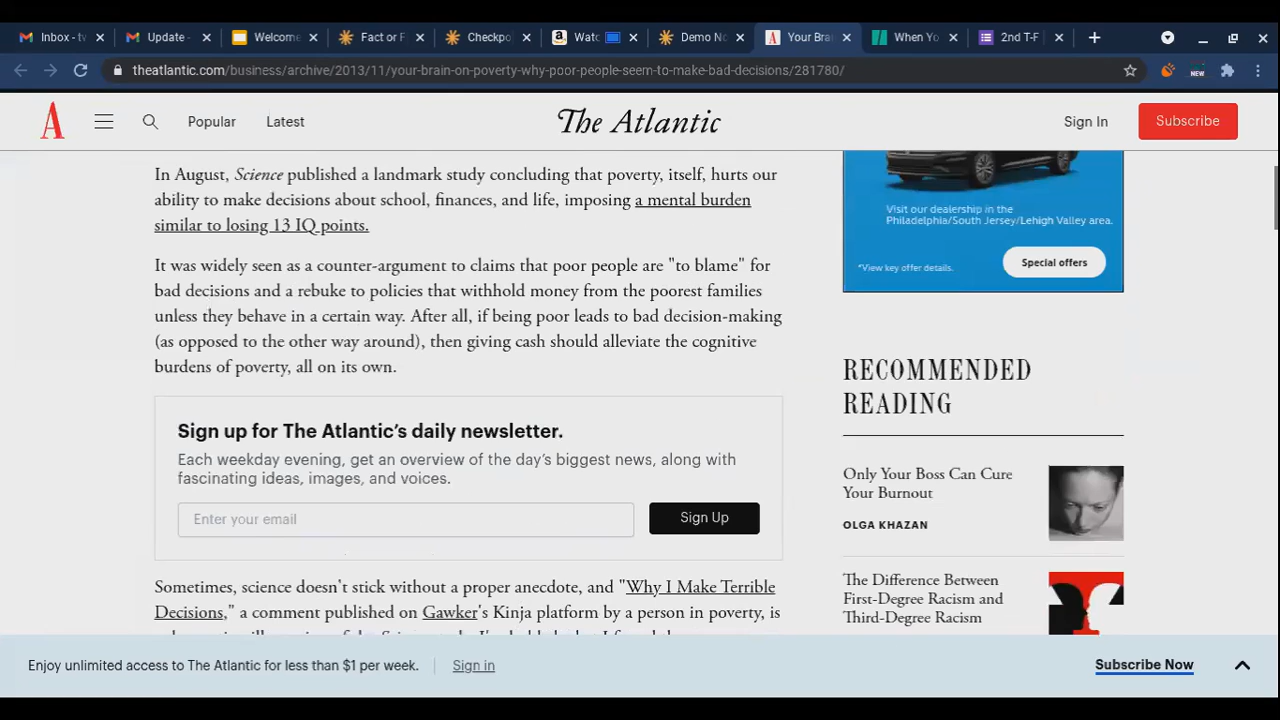 Inbox - tv
Update -
Welcome
Fact or F
Checkpo
Watc
Demo No
Your Bra
When Yo
2nd T-F
theatlantic.com/business/archive/2013/11/your-brain-on-poverty-why-poor-people-seem-to-make-bad-decisions/281780/
NEW
A
Popular
Latest
The Atlantic
Sign In
Subscribe
In August, Science published a landmark study concluding that poverty, itself, hurts our
ability to make decisions about school, finances, and life, imposing a mental burden
similar to losing 13 IQ points.
It was widely seen as a counter-argument to claims that poor people are "to blame" for
bad decisions and a rebuke to policies that withhold money from the poorest families
unless they behave in a certain way. After all, if being poor leads to bad decision-making
(as opposed to the other way around), then giving cash should alleviate the cognitive
burdens of poverty, all on its own.
Sign up for The Atlantic's daily newsletter.
Each weekday evening, get an overview of the day's biggest news, along with
fascinating ideas, images, and voices.
Enter your email
Sign Up
Sometimes, science doesn't stick without a proper anecdote, and "Why I Make Terrible
Decisions," a comment published on Gawker's Kinja platform by a person in poverty, is
Visit our dealership in the
Philadelphia/South Jersey/Lehigh Valley area.
*View key offer details.
Special offers
RECOMMENDED
READING
Only Your Boss Can Cure
Your Burnout
OLGA KHAZAN
The Difference Between
First-Degree Racism and
Third-Degree Racism
Enjoy unlimited access to The Atlantic for less than $1 per week.
Sign in
Subscribe Now